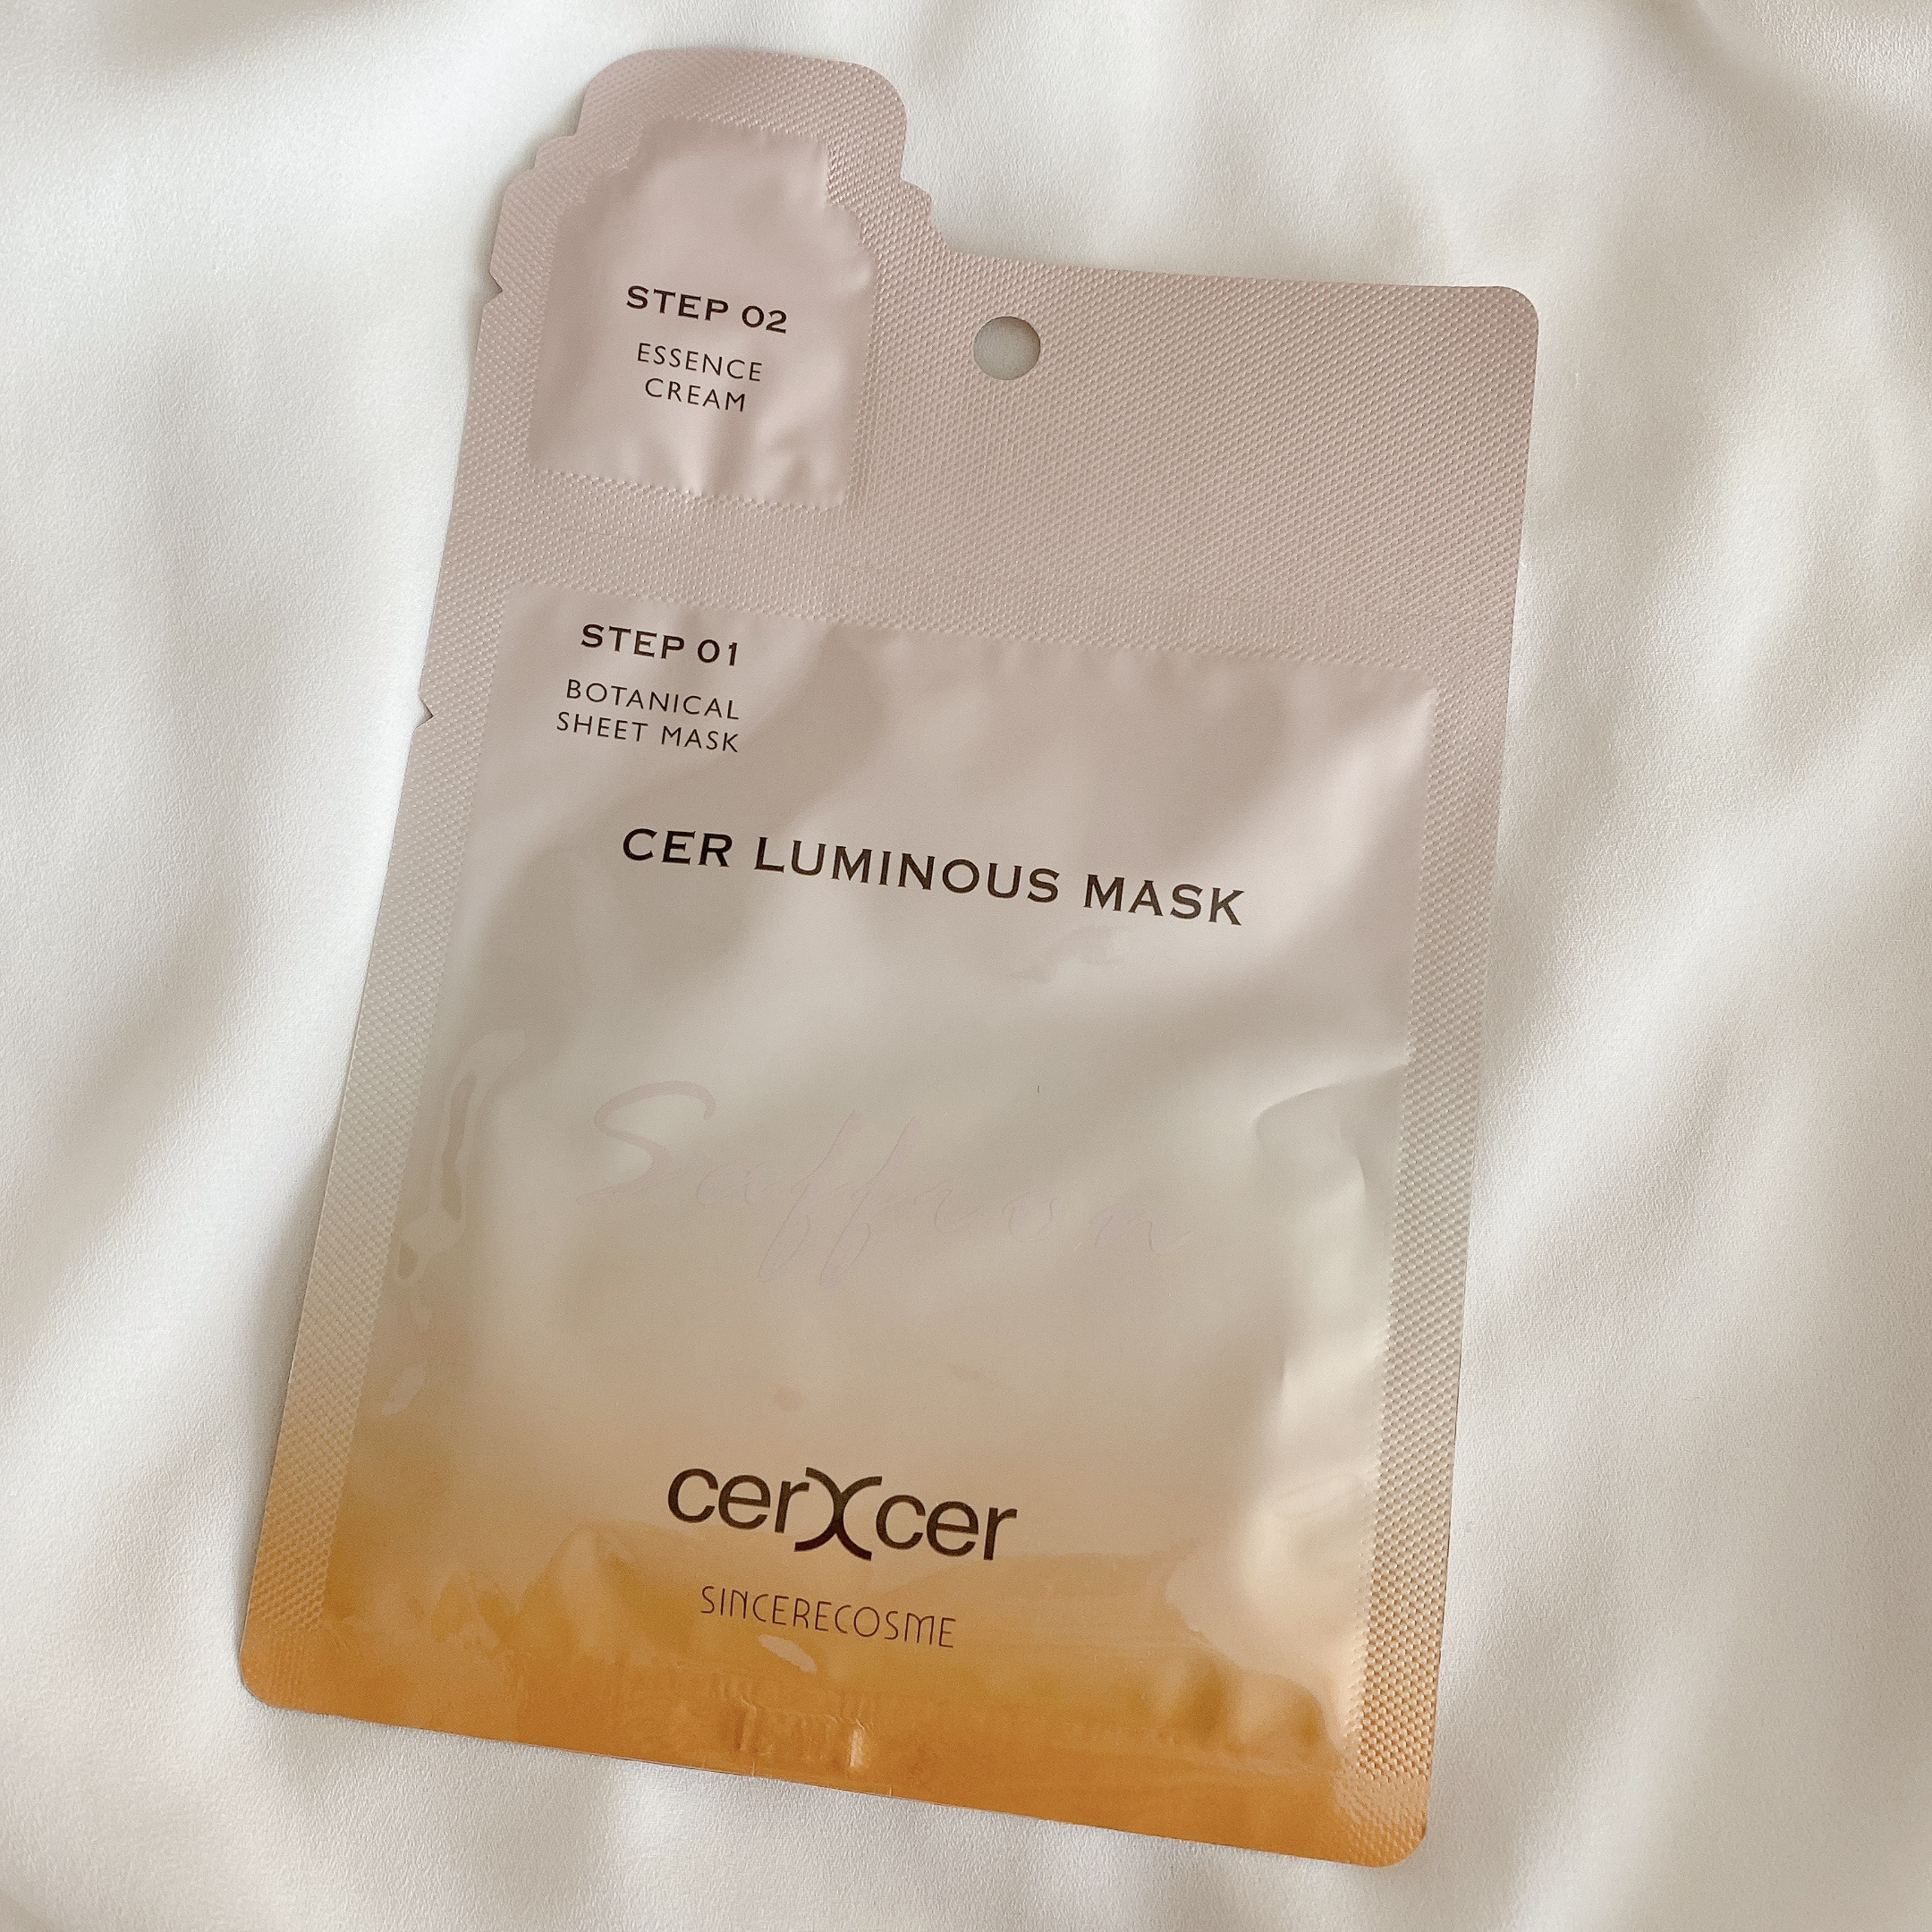 STEP 02
ESSENCE
CREAM
STEP 01
BOTANICAL
SHEET MASK
CER LUMINOUS MASK
Saffron
cerXcer
SINCERECOSME